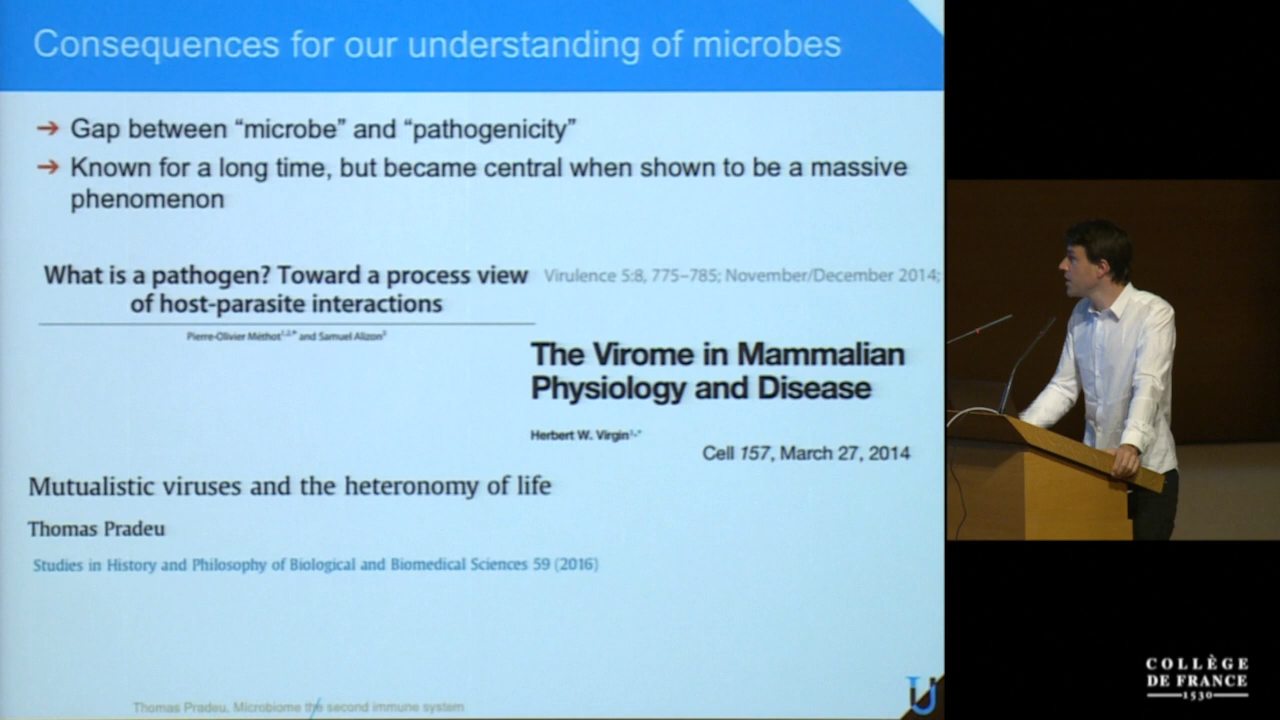 Consequences for our understanding of microbes
➔ Gap between “microbe” and “pathogenicity”
➔ Known for a long time, but became central when shown to be a massive
phenomenon
What is a pathogen? Toward a process view
of host-parasite interactions
Virulence 5:8, 775–785; November/December 2014;
Pierre-Olivier Méthot1,2,* and Samuel Alizon3
The Virome in Mammalian
Physiology and Disease
Herbert W. Virgin1,*
Cell 157, March 27, 2014
Mutualistic viruses and the heteronomy of life
Thomas Pradeu
Studies in History and Philosophy of Biological and Biomedical Sciences 59 (2016)
Thomas Pradeu, Microbiome the second immune system
COLLÈGE
DE FRANCE
1530